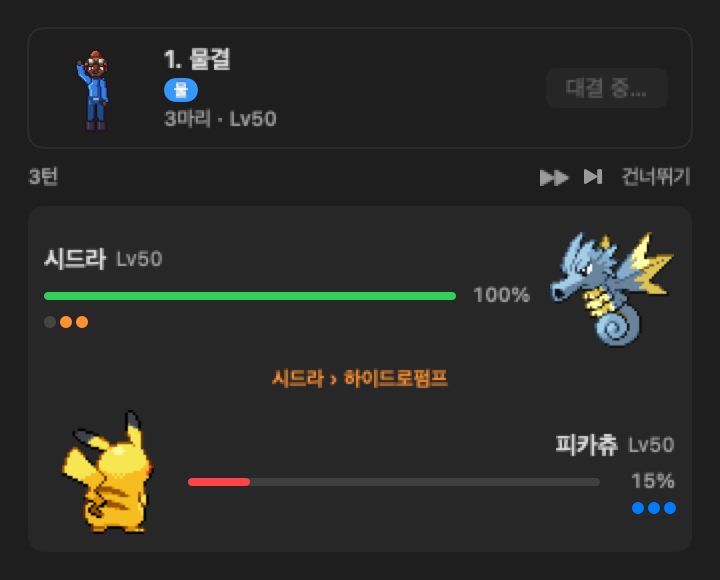 1. 물결
물
3마리 · Lv50
대결 중...
3턴
건너뛰기
시드라 Lv50
100%
시드라 › 하이드로펌프
피카츄 Lv50
15%